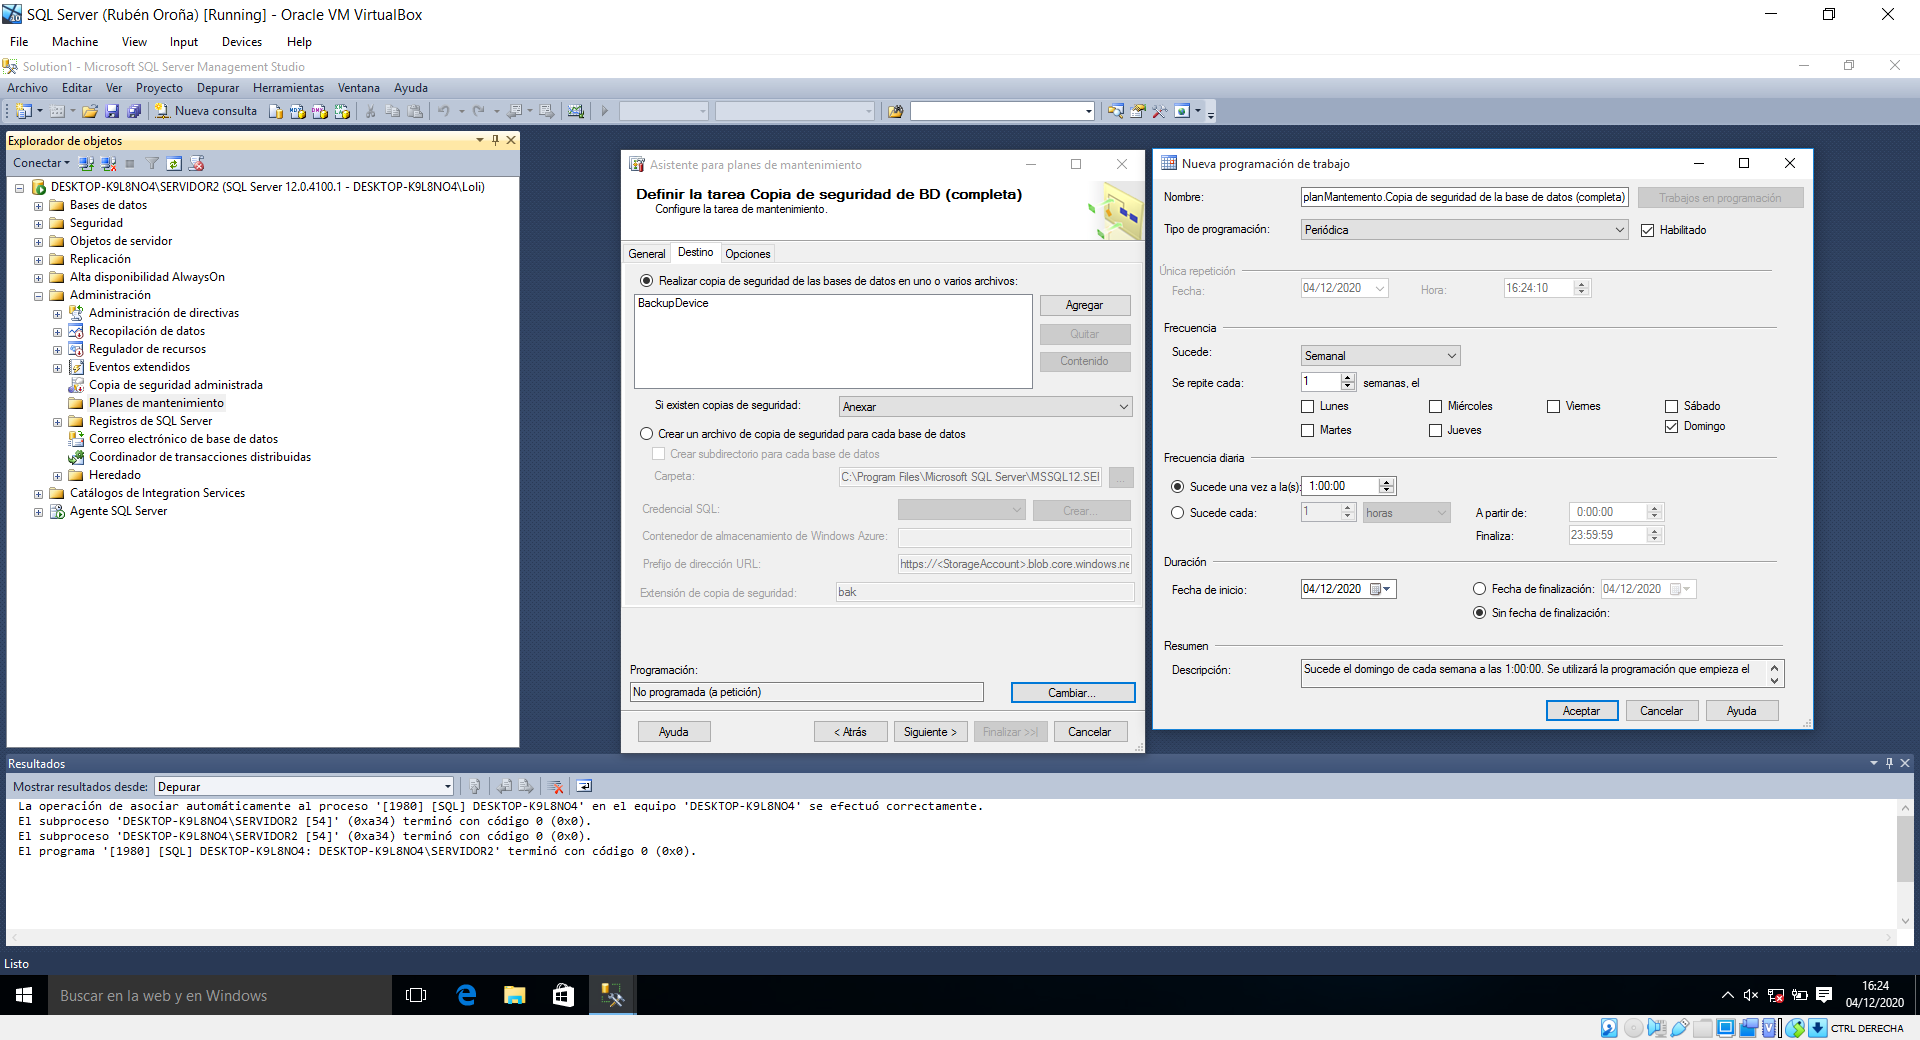 SQL Server (Rubén Oroña) [Running] - Oracle VM VirtualBox
File Machine View Input Devices Help
Solution1 - Microsoft SQL Server Management Studio
Archivo Editar Ver Proyecto Depurar Herramientas Ventana Ayuda
Nueva consulta
Explorador de objetos
Conectar
DESKTOP-K9L8NO4\SERVIDOR2 (SQL Server 12.0.4100.1 - DESKTOP-K9L8NO4\Loli)
Bases de datos
Seguridad
Objetos de servidor
Replicación
Alta disponibilidad AlwaysOn
Administración
Administración de directivas
Recopilación de datos
Regulador de recursos
Eventos extendidos
Copia de seguridad administrada
Planes de mantenimiento
Registros de SQL Server
Correo electrónico de base de datos
Coordinador de transacciones distribuidas
Heredado
Catálogos de Integration Services
Agente SQL Server
Asistente para planes de mantenimiento
Definir la tarea Copia de seguridad de BD (completa)
Configure la tarea de mantenimiento.
General Destino Opciones
Realizar copia de seguridad de las bases de datos en uno o varios archivos:
BackupDevice
Agregar
Quitar
Contenido
Si existen copias de seguridad: Anexar
Crear un archivo de copia de seguridad para cada base de datos
Crear subdirectorio para cada base de datos
Carpeta: C:\Program Files\Microsoft SQL Server\MSSQL12.SEI ...
Credencial SQL: Crear...
Contenedor de almacenamiento de Windows Azure:
Prefijo de dirección URL: https://<StorageAccount>.blob.core.windows.ne
Extensión de copia de seguridad: bak
Programación:
No programada (a petición) Cambiar...
Ayuda < Atrás Siguiente > Finalizar >>| Cancelar
Nueva programación de trabajo
Nombre: planMantemento.Copia de seguridad de la base de datos (completa) Trabajos en programación
Tipo de programación: Periódica Habilitado
Única repetición
Fecha: 04/12/2020 Hora: 16:24:10
Frecuencia
Sucede: Semanal
Se repite cada: 1 semanas, el
Lunes Miércoles Viernes Sábado
Martes Jueves Domingo
Frecuencia diaria
Sucede una vez a la(s): 1:00:00
Sucede cada: 1 horas A partir de: 0:00:00
Finaliza: 23:59:59
Duración
Fecha de inicio: 04/12/2020 Fecha de finalización: 04/12/2020
Sin fecha de finalización:
Resumen
Descripción: Sucede el domingo de cada semana a las 1:00:00. Se utilizará la programación que empieza el
Aceptar Cancelar Ayuda
Resultados
Mostrar resultados desde: Depurar
La operación de asociar automáticamente al proceso '[1980] [SQL] DESKTOP-K9L8NO4' en el equipo 'DESKTOP-K9L8NO4' se efectuó correctamente.
El subproceso 'DESKTOP-K9L8NO4\SERVIDOR2 [54]' (0xa34) terminó con código 0 (0x0).
El subproceso 'DESKTOP-K9L8NO4\SERVIDOR2 [54]' (0xa34) terminó con código 0 (0x0).
El programa '[1980] [SQL] DESKTOP-K9L8NO4: DESKTOP-K9L8NO4\SERVIDOR2' terminó con código 0 (0x0).
Listo
Buscar en la web y en Windows
16:24
04/12/2020
CTRL DERECHA